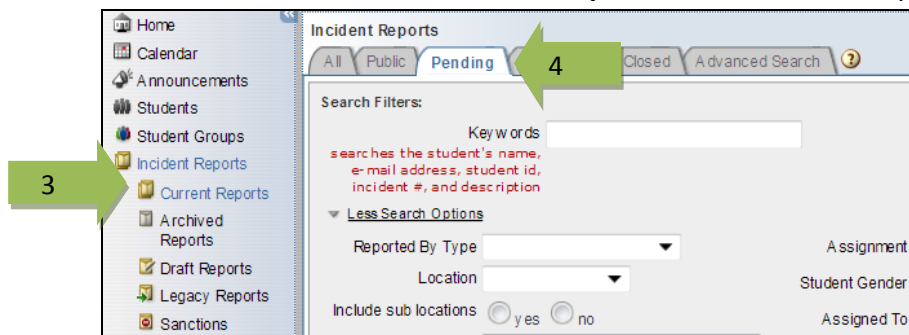 Home
Calendar
Announcements
Students
Student Groups
Incident Reports
3
Current Reports
Archived
Reports
Draft Reports
Legacy Reports
Sanctions
Incident Reports
All Public Pending 4 Closed Advanced Search ?
Search Filters:
Keywords
searches the student's name,
e-mail address, student id,
incident #, and description
Less Search Options
Reported By Type
Assignment
Location
Student Gender
Include sub locations yes no
Assigned To